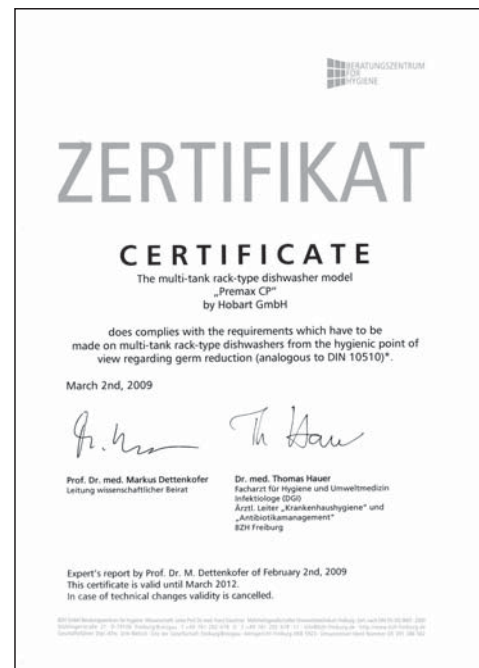 BERATUNGSZENTRUM
FÜR
HYGIENE
ZERTIFIKAT
CERTIFICATE
The multi-tank rack-type dishwasher model
„Premax CP"
by Hobart GmbH
does complies with the requirements which have to be
made on multi-tank rack-type dishwashers from the hygienic point of
view regarding germ reduction (analogous to DIN 10510)*.
March 2nd, 2009
Prof. Dr. med. Markus Dettenkofer
Leitung wissenschaftlicher Beirat
Dr. med. Thomas Hauer
Facharzt für Hygiene und Umweltmedizin
Infektiologe (DGI)
Ärztl. Leiter „Krankenhaushygiene" und
„Antibiotikamanagement"
BZH Freiburg
Expert's report by Prof. Dr. M. Dettenkofer of February 2nd, 2009
This certificate is valid until March 2012.
In case of technical changes validity is cancelled.